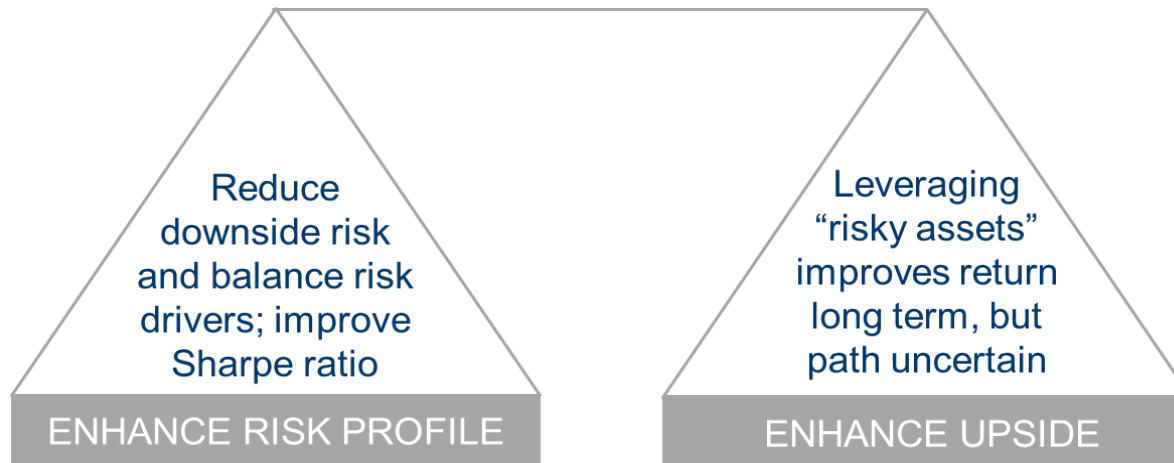 Reduce
downside risk
and balance risk
drivers; improve
Sharpe ratio
ENHANCE RISK PROFILE
Leveraging
“risky assets”
improves return
long term, but
path uncertain
ENHANCE UPSIDE